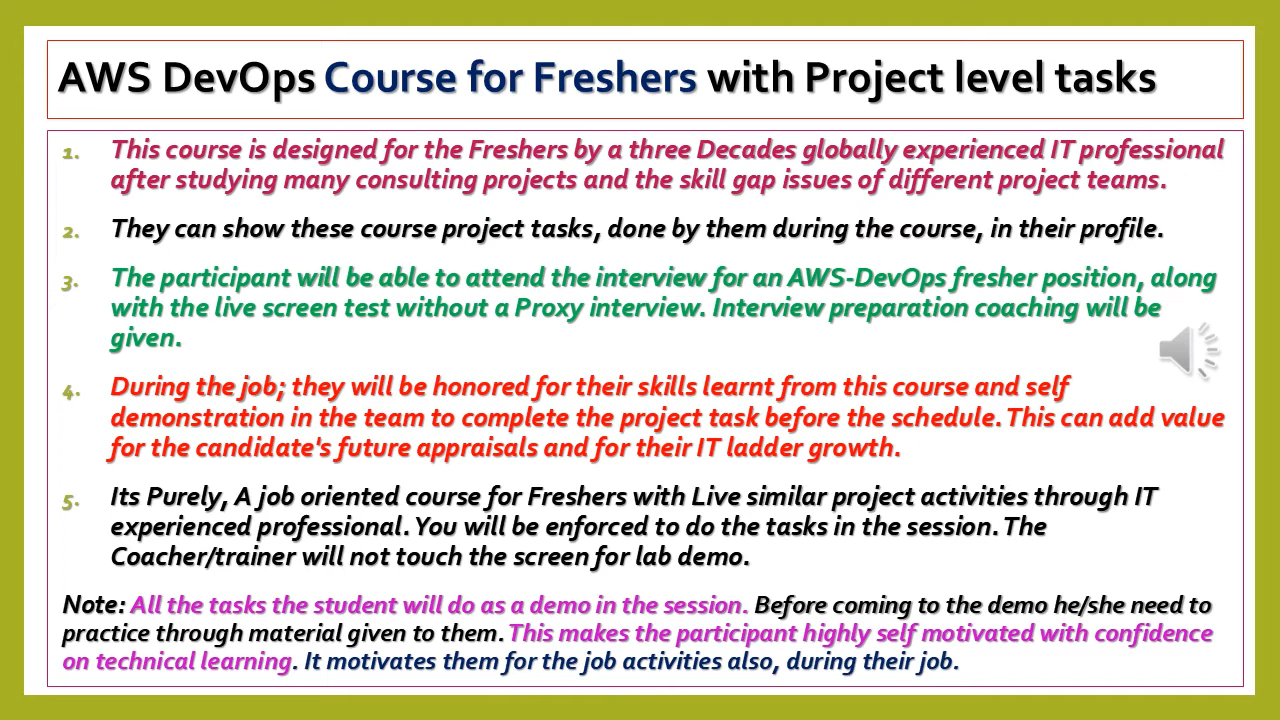 AWS DevOps Course for Freshers with Project level tasks
1. This course is designed for the Freshers by a three Decades globally experienced IT professional
after studying many consulting projects and the skill gap issues of different project teams.
2. They can show these course project tasks, done by them during the course, in their profile.
3. The participant will be able to attend the interview for an AWS-DevOps fresher position, along
with the live screen test without a Proxy interview. Interview preparation coaching will be
given.
4. During the job; they will be honored for their skills learnt from this course and self
demonstration in the team to complete the project task before the schedule. This can add value
for the candidate's future appraisals and for their IT ladder growth.
5. Its Purely, A job oriented course for Freshers with Live similar project activities through IT
experienced professional. You will be enforced to do the tasks in the session. The
Coacher/trainer will not touch the screen for lab demo.
Note: All the tasks the student will do as a demo in the session. Before coming to the demo he/she need to
practice through material given to them. This makes the participant highly self motivated with confidence
on technical learning. It motivates them for the job activities also, during their job.